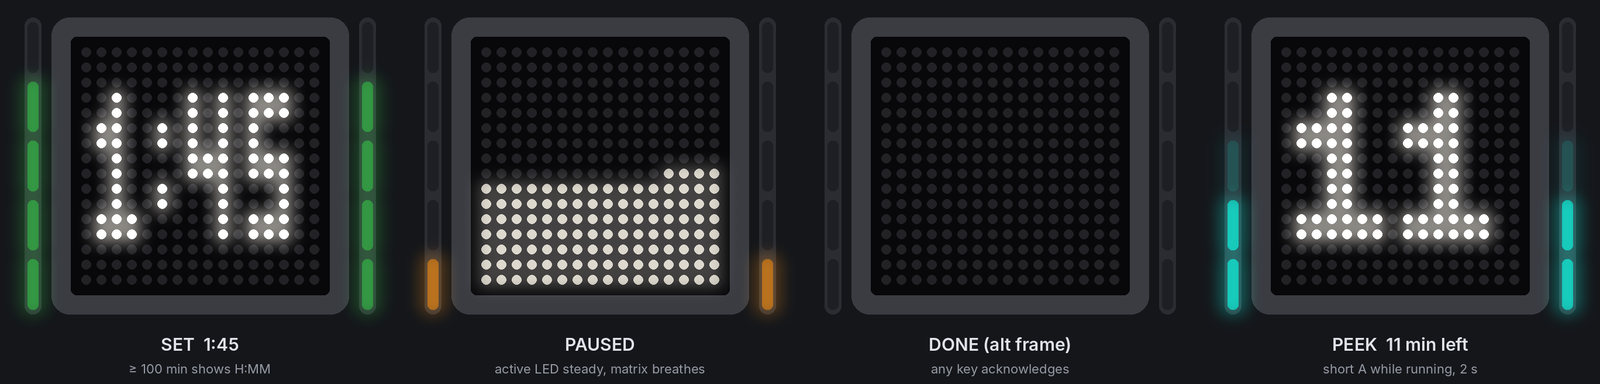 1:45
11
SET 1:45
≥ 100 min shows H:MM
PAUSED
active LED steady, matrix breathes
DONE (alt frame)
any key acknowledges
PEEK 11 min left
short A while running, 2 s